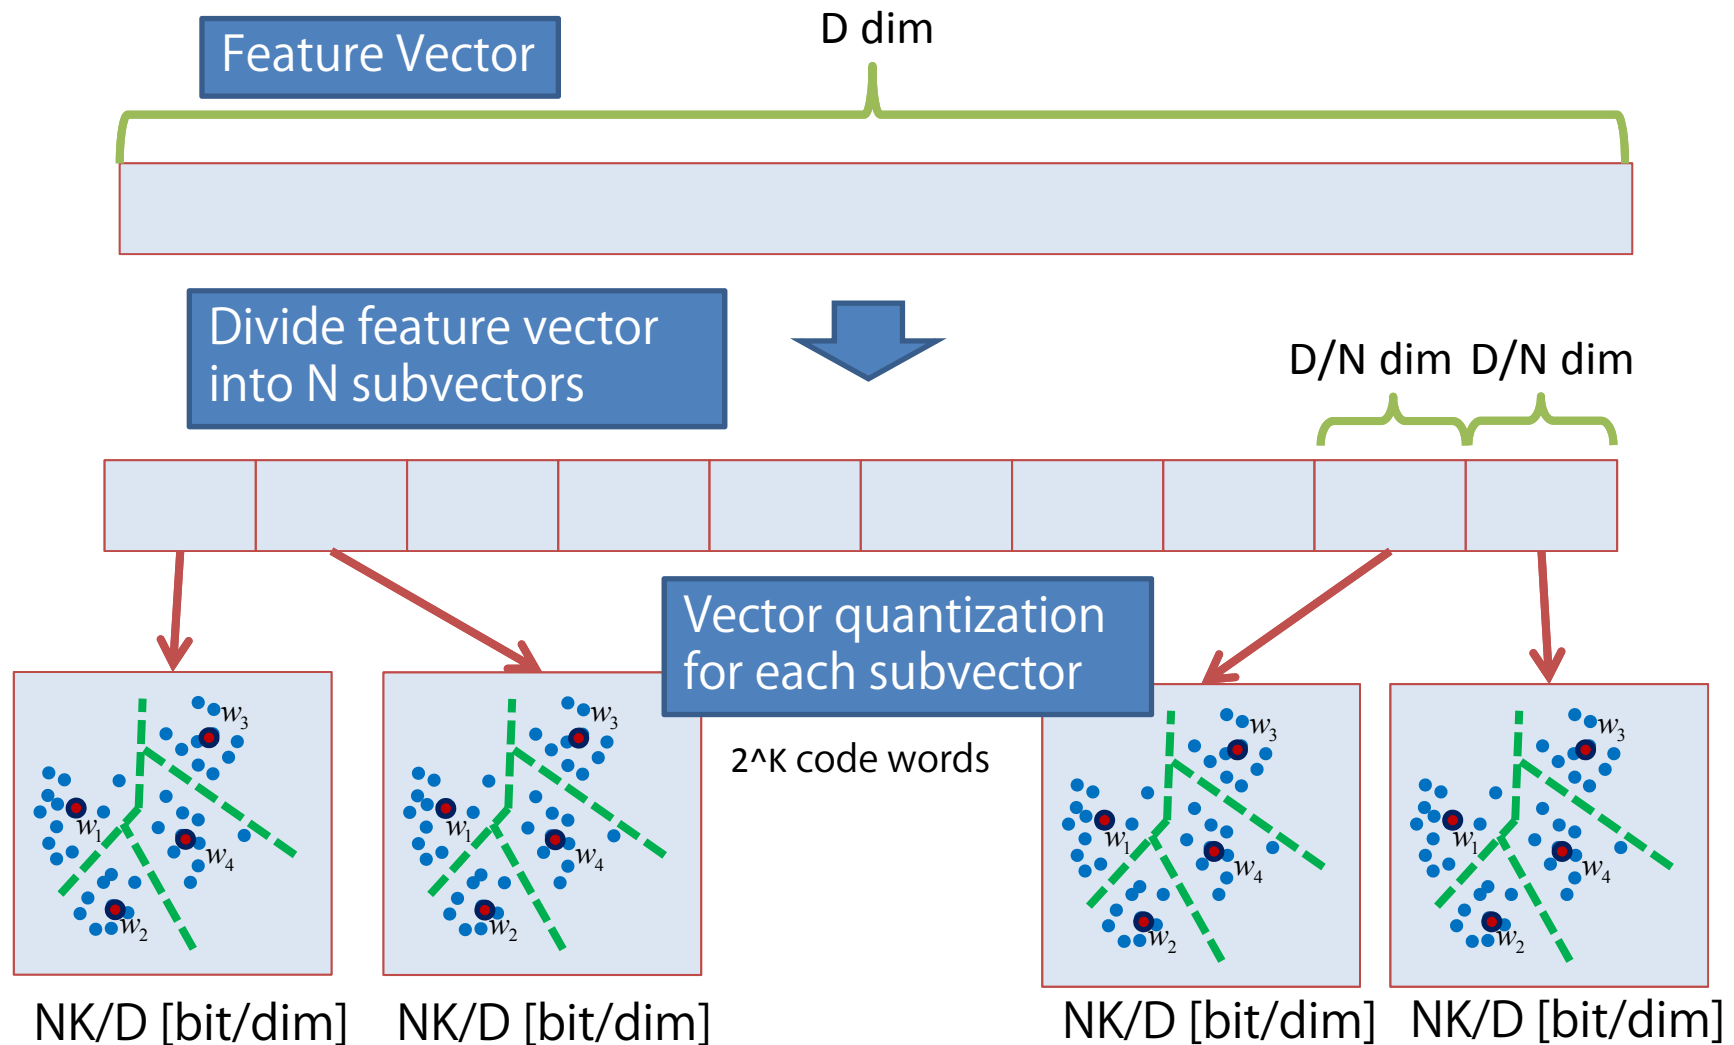 D dim
Feature Vector
Divide feature vector
into N subvectors
D/N dim D/N dim
Vector quantization
for each subvector
2^K code words
w3
w1
w4
w2
w3
w1
w4
w2
w3
w1
w4
w2
w3
w1
w4
w2
NK/D [bit/dim] NK/D [bit/dim] NK/D [bit/dim] NK/D [bit/dim]